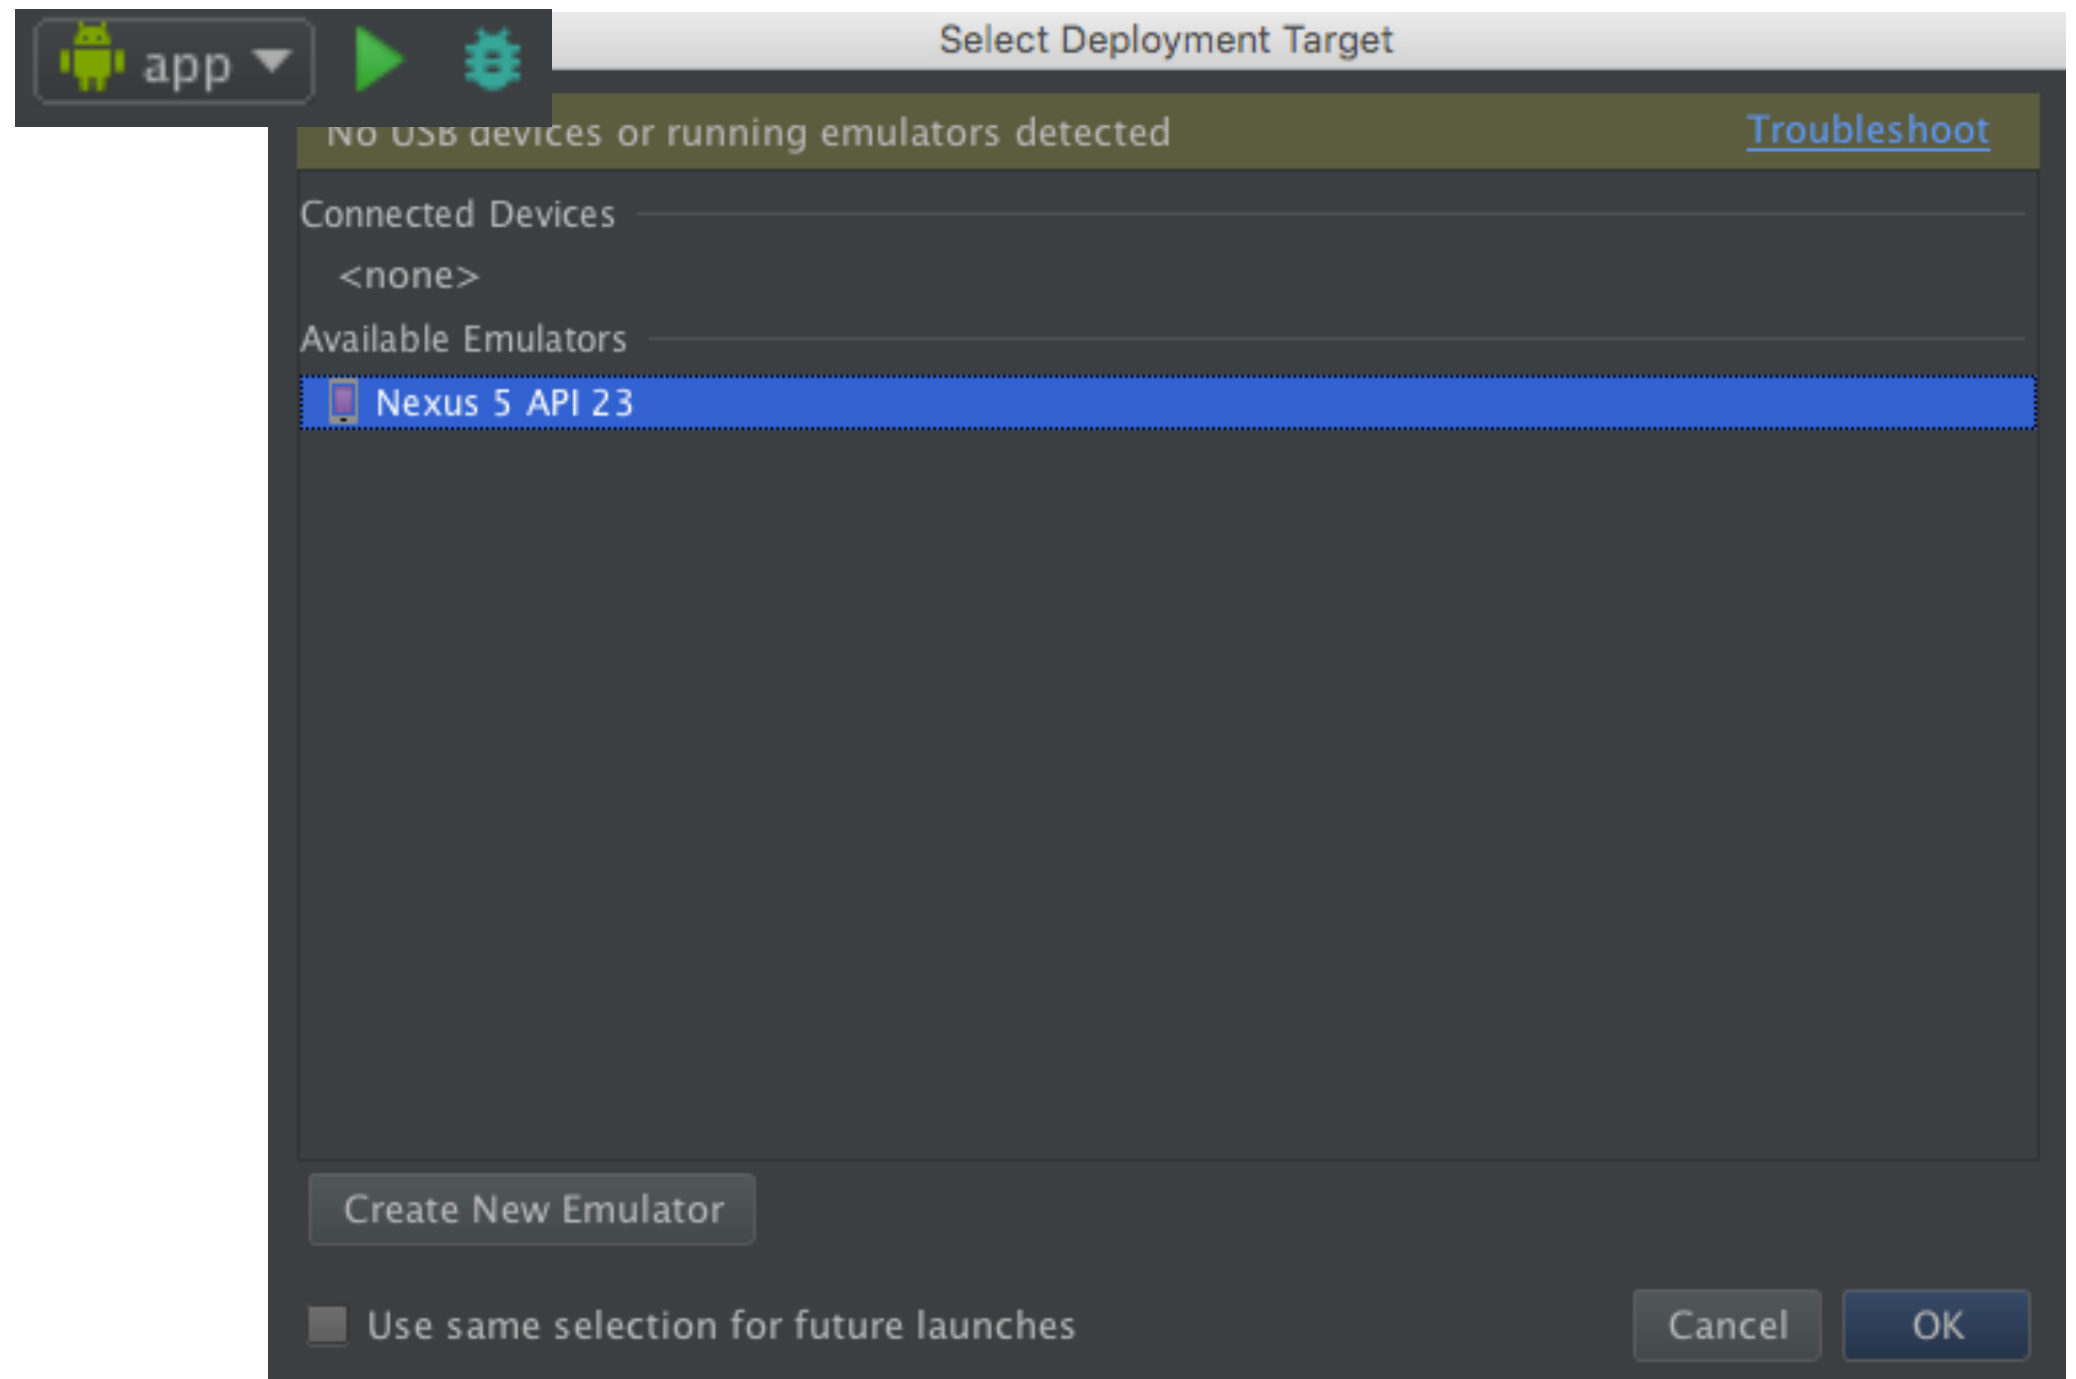 app
Select Deployment Target
No USB devices or running emulators detected
Troubleshoot
Connected Devices
<none>
Available Emulators
Nexus 5 API 23
Create New Emulator
Use same selection for future launches
Cancel
OK